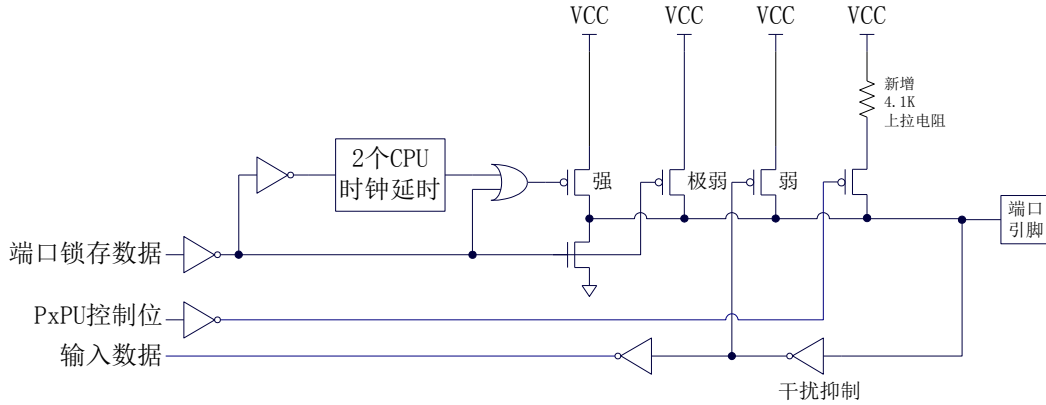 VCC VCC VCC VCC
新增
4.1K
上拉电阻
2个CPU
时钟延时
强
极弱
弱
端口
引脚
端口锁存数据
PxPU控制位
输入数据
干扰抑制